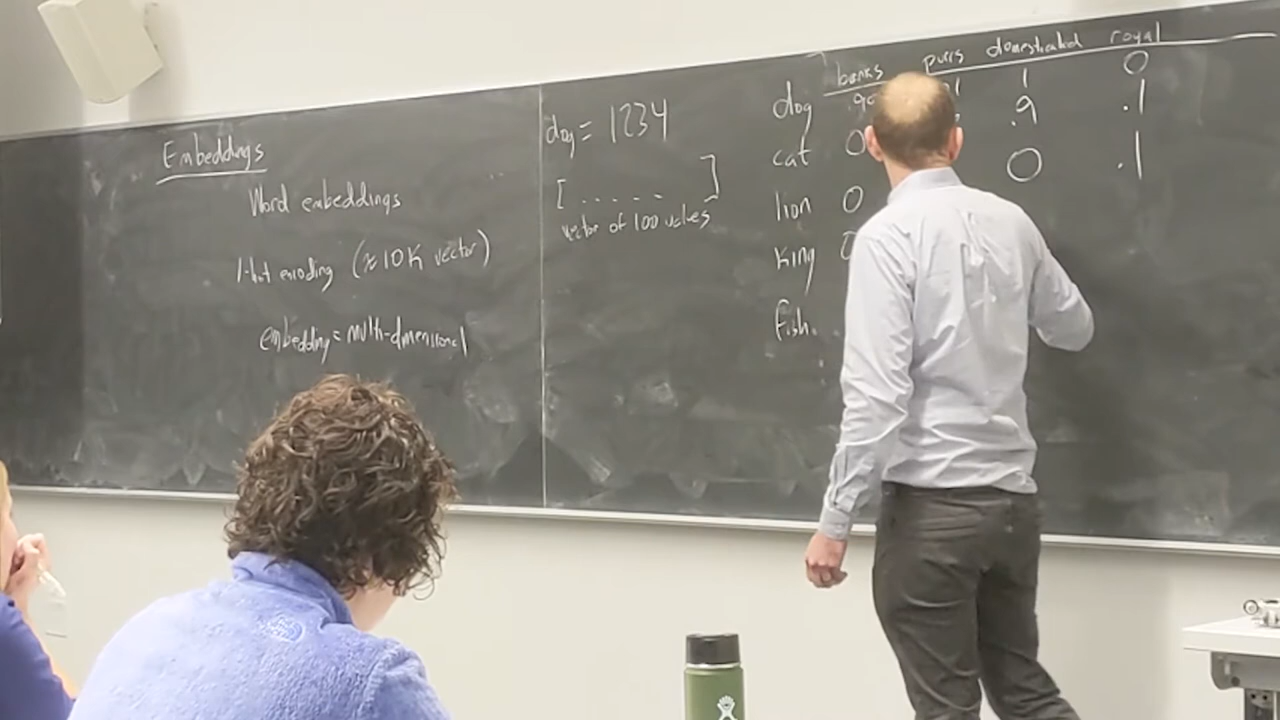 Embeddings
Word embeddings
1-hot encoding (≈10K vector)
embedding = multi-dimensional
dog = 1234
[ . . . . . ]
vector of 100 values
barks purrs domesticated royal
dog .99 1 0
cat 0 .9 .1
lion 0 0 .1
king
fish.